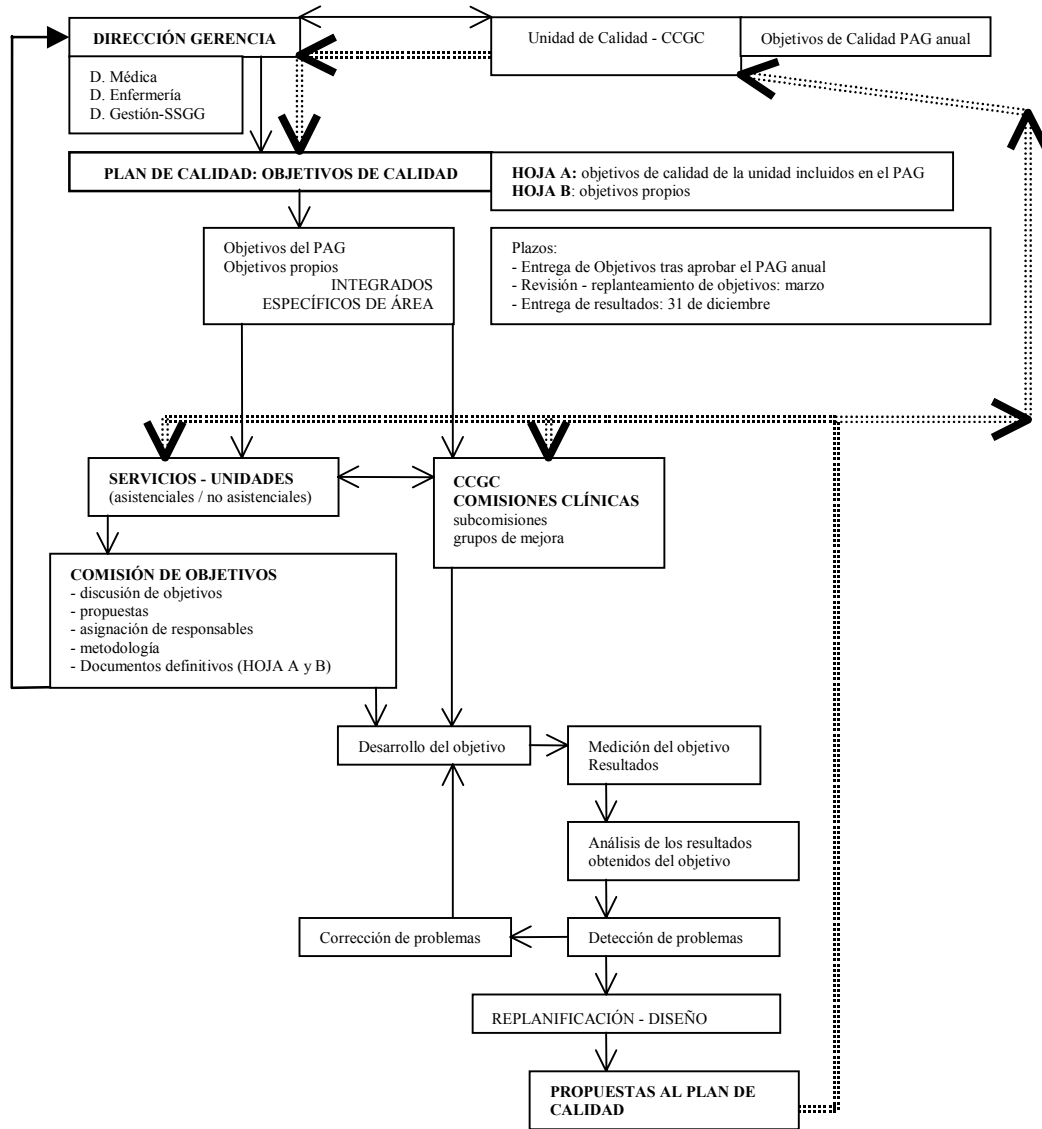 DIRECCIÓN GERENCIA
Unidad de Calidad - CCGC
Objetivos de Calidad PAG anual
D. Médica
D. Enfermería
D. Gestión-SSGG
PLAN DE CALIDAD: OBJETIVOS DE CALIDAD
HOJA A: objetivos de calidad de la unidad incluidos en el PAG
HOJA B: objetivos propios
Objetivos del PAG
Objetivos propios
INTEGRADOS
ESPECÍFICOS DE ÁREA
Plazos:
- Entrega de Objetivos tras aprobar el PAG anual
- Revisión - replanteamiento de objetivos: marzo
- Entrega de resultados: 31 de diciembre
SERVICIOS - UNIDADES
(asistenciales / no asistenciales)
CCGC
COMISIONES CLÍNICAS
subcomisiones
grupos de mejora
COMISIÓN DE OBJETIVOS
- discusión de objetivos
- propuestas
- asignación de responsables
- metodología
- Documentos definitivos (HOJA A y B)
Desarrollo del objetivo
Medición del objetivo
Resultados
Análisis de los resultados
obtenidos del objetivo
Corrección de problemas
Detección de problemas
REPLANIFICACIÓN - DISEÑO
PROPUESTAS AL PLAN DE
CALIDAD